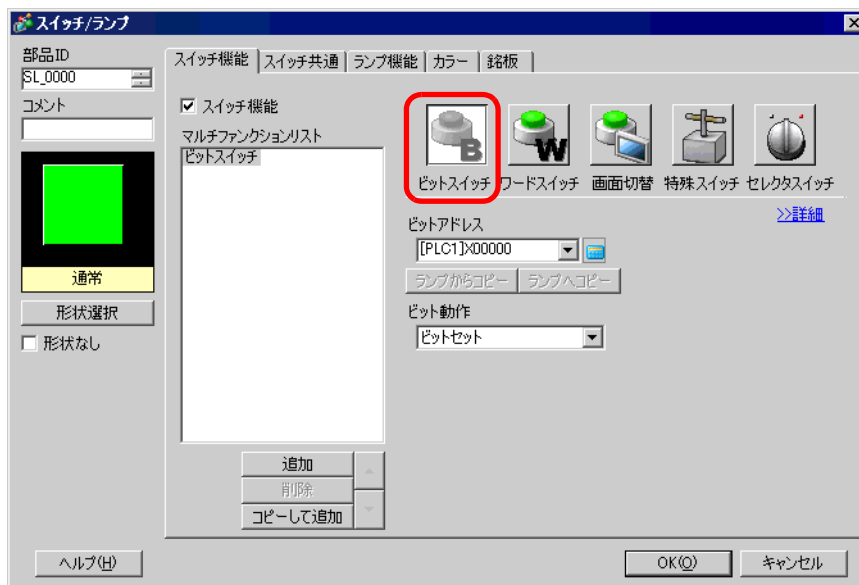 スイッチ/ランプ
部品ID
SL_0000
コメント
通常
形状選択
形状なし
スイッチ機能 スイッチ共通 ランプ機能 カラー 銘板
スイッチ機能
マルチファンクションリスト
ビットスイッチ
追加
削除
コピーして追加
B
W
ビットスイッチ ワードスイッチ 画面切替 特殊スイッチ セレクタスイッチ
>>詳細
ビットアドレス
[PLC1]X00000
ランプからコピー ランプへコピー
ビット動作
ビットセット
ヘルプ(H)
OK(O)
キャンセル